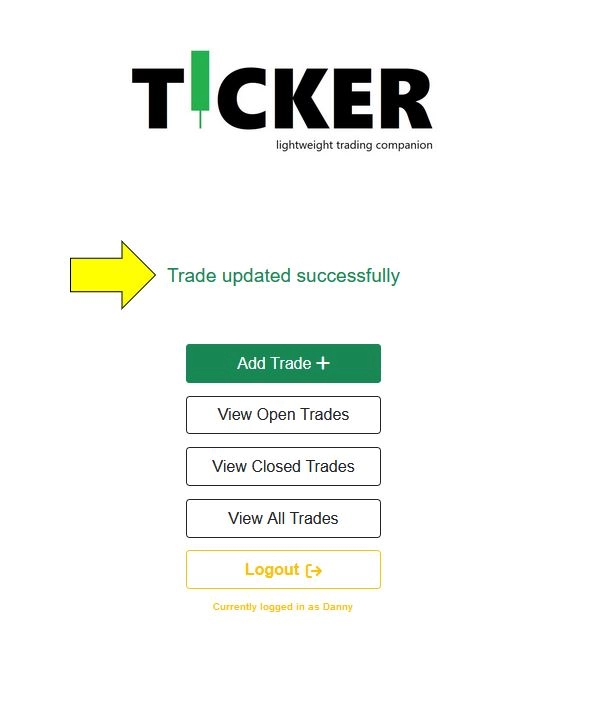 TICKER
lightweight trading companion
Trade updated successfully
Add Trade +
View Open Trades
View Closed Trades
View All Trades
Logout
Currently logged in as Danny